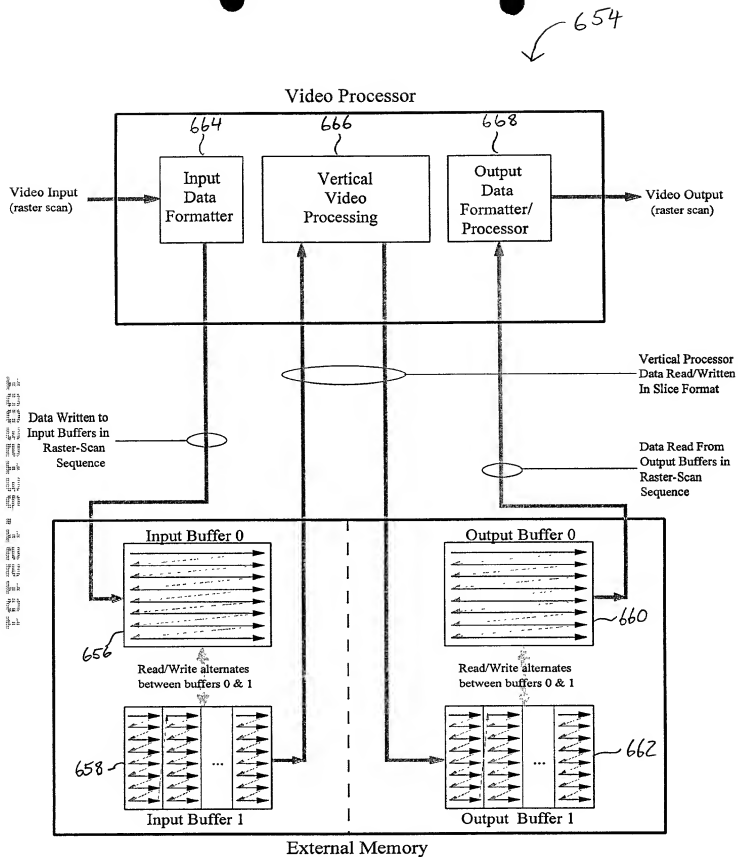 654
Video Processor
664
666
668
Input
Data
Formatter
Vertical
Video
Processing
Output
Data
Formatter/
Processor
Video Input
(raster scan)
Video Output
(raster scan)
Vertical Processor
Data Read/Written
In Slice Format
Data Written to
Input Buffers in
Raster-Scan
Sequence
Data Read From
Output Buffers in
Raster-Scan
Sequence
Input Buffer 0
Output Buffer 0
656
660
Read/Write alternates
between buffers 0 & 1
Read/Write alternates
between buffers 0 & 1
658
...
...
662
Input Buffer 1
Output Buffer 1
External Memory